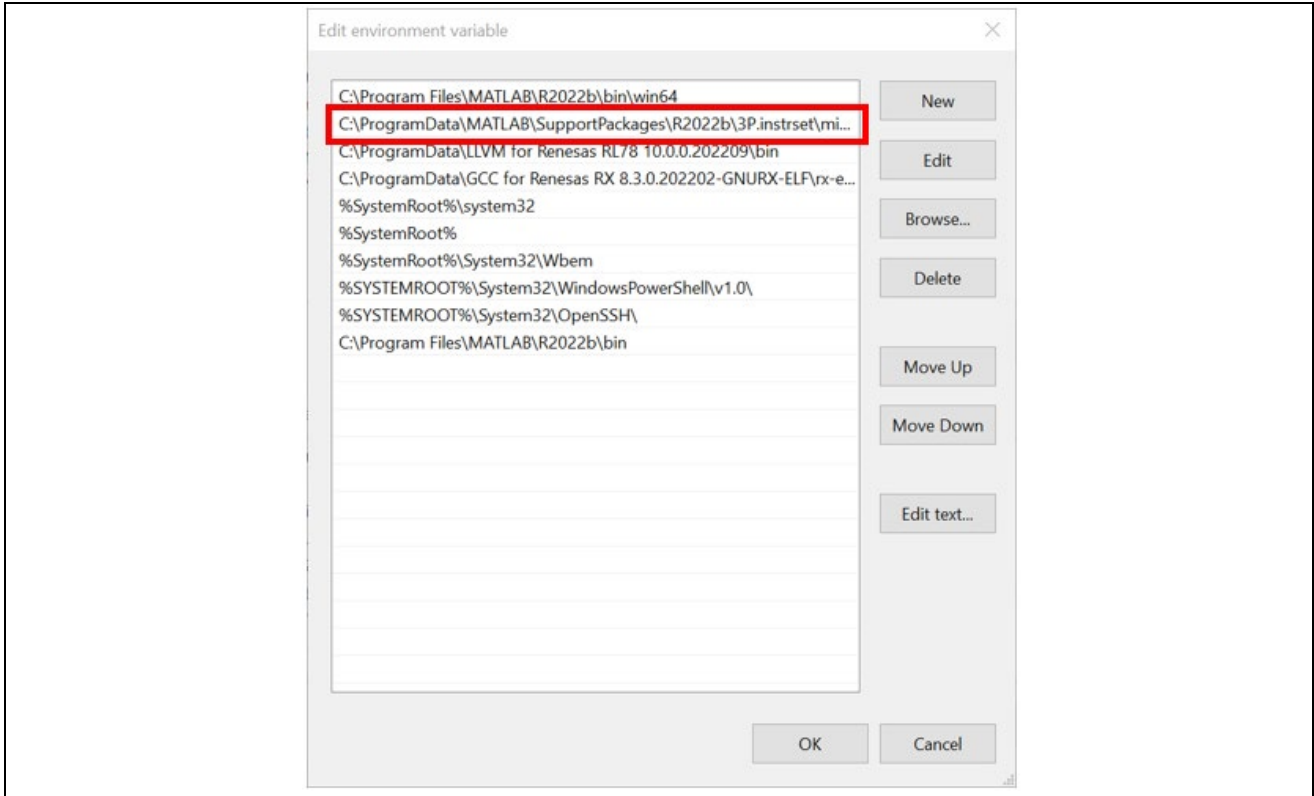 Edit environment variable
C:\Program Files\MATLAB\R2022b\bin\win64
New
C:\ProgramData\MATLAB\SupportPackages\R2022b\3P.instrset\mi...
C:\ProgramData\LLVM for Renesas RL78 10.0.0.202209\bin
Edit
C:\ProgramData\GCC for Renesas RX 8.3.0.202202-GNURX-ELF\rx-e...
%SystemRoot%\system32
Browse...
%SystemRoot%
%SystemRoot%\System32\Wbem
Delete
%SYSTEMROOT%\System32\WindowsPowerShell\v1.0\
%SYSTEMROOT%\System32\OpenSSH\
C:\Program Files\MATLAB\R2022b\bin
Move Up
Move Down
Edit text...
OK
Cancel